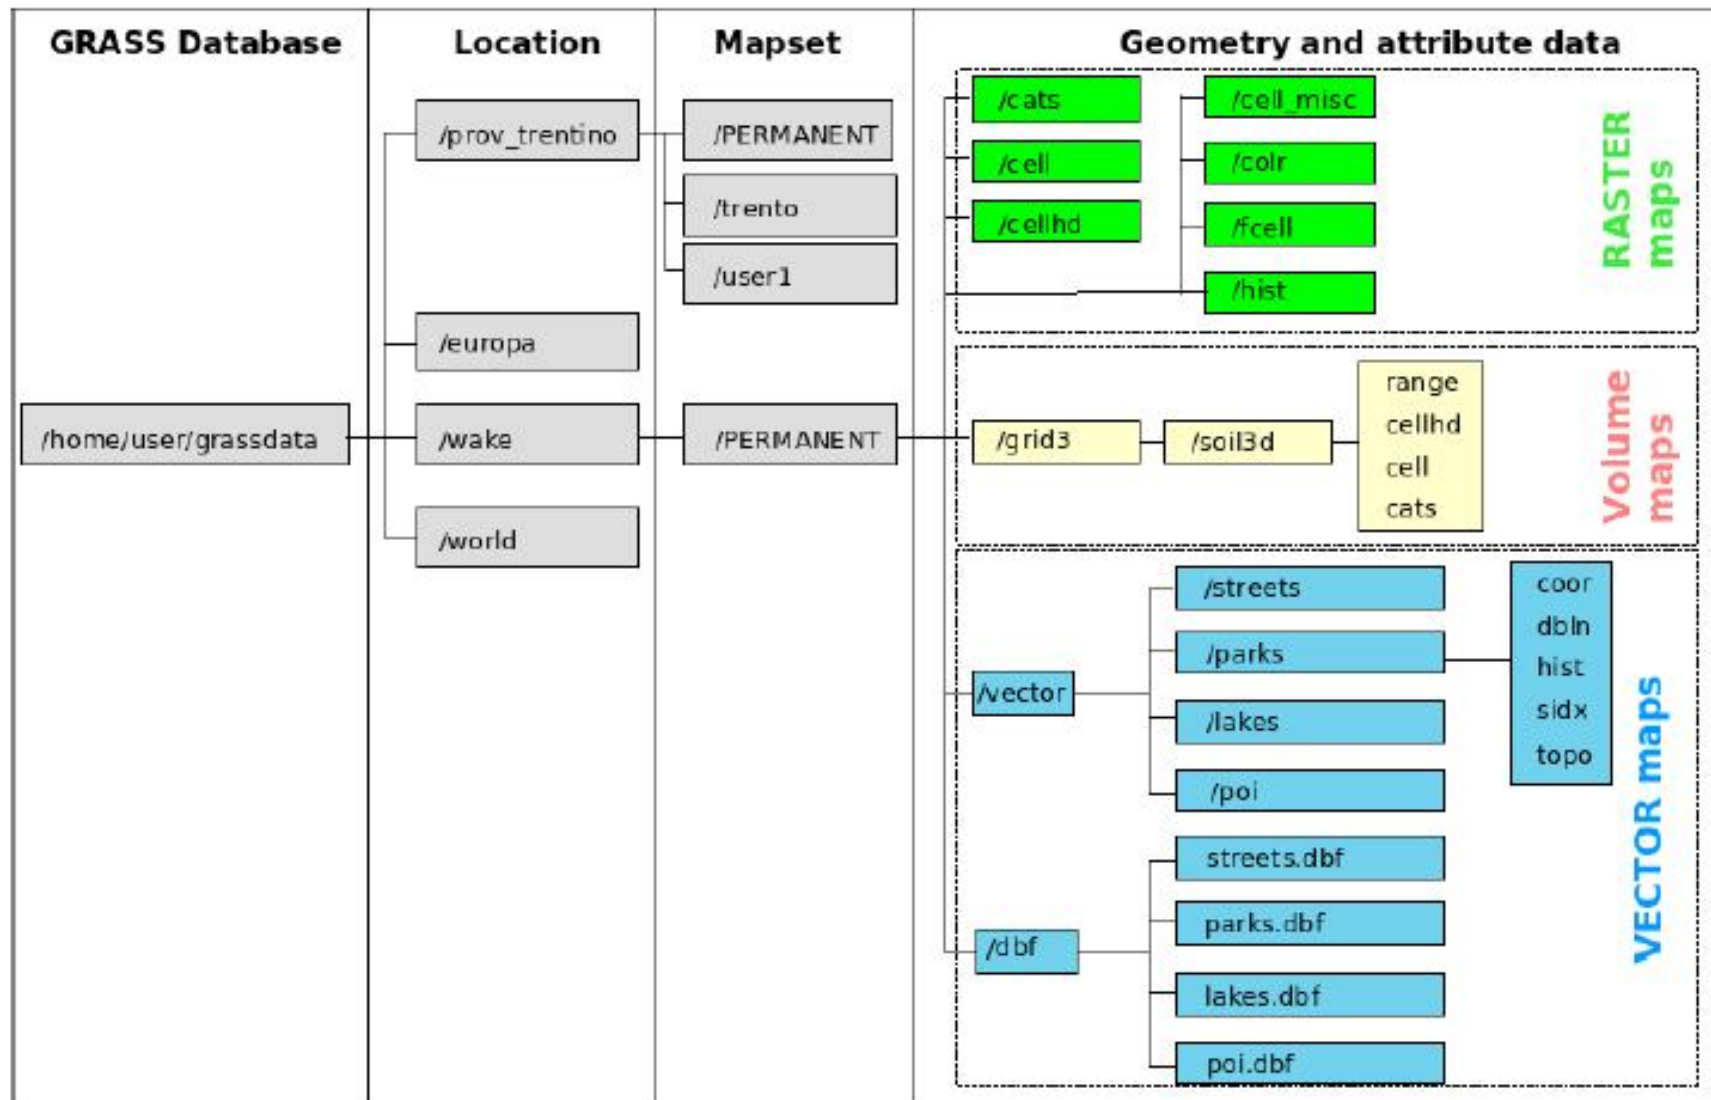 GRASS Database
Location
Mapset
Geometry and attribute data
/home/user/grassdata
/prov_trentino
/europa
/wake
/world
/PERMANENT
/trento
/user1
/PERMANENT
/cats
/cell
/cellhd
/cell_misc
/colr
/fcell
/hist
RASTER
maps
/grid3
/soil3d
range
cellhd
cell
cats
Volume
maps
/vector
/streets
/parks
/lakes
/poi
coor
dbln
hist
sidx
topo
/dbf
streets.dbf
parks.dbf
lakes.dbf
poi.dbf
VECTOR maps